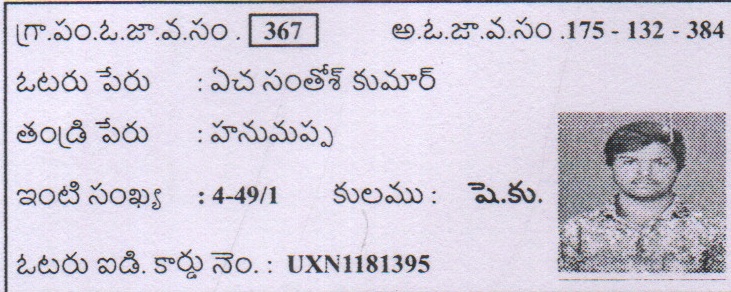 గ్రా.పం.ఓ.జా.వ.సం . 367 అ.ఓ.జా.వ.సం .175 - 132 - 384
ఓటరు పేరు : ఏచ సంతోశ్ కుమార్
తండ్రి పేరు : హనుమప్ప
ఇంటి సంఖ్య : 4-49/1 కులము : షె.కు.
ఓటరు ఐడి. కార్డు నెం. : UXN1181395